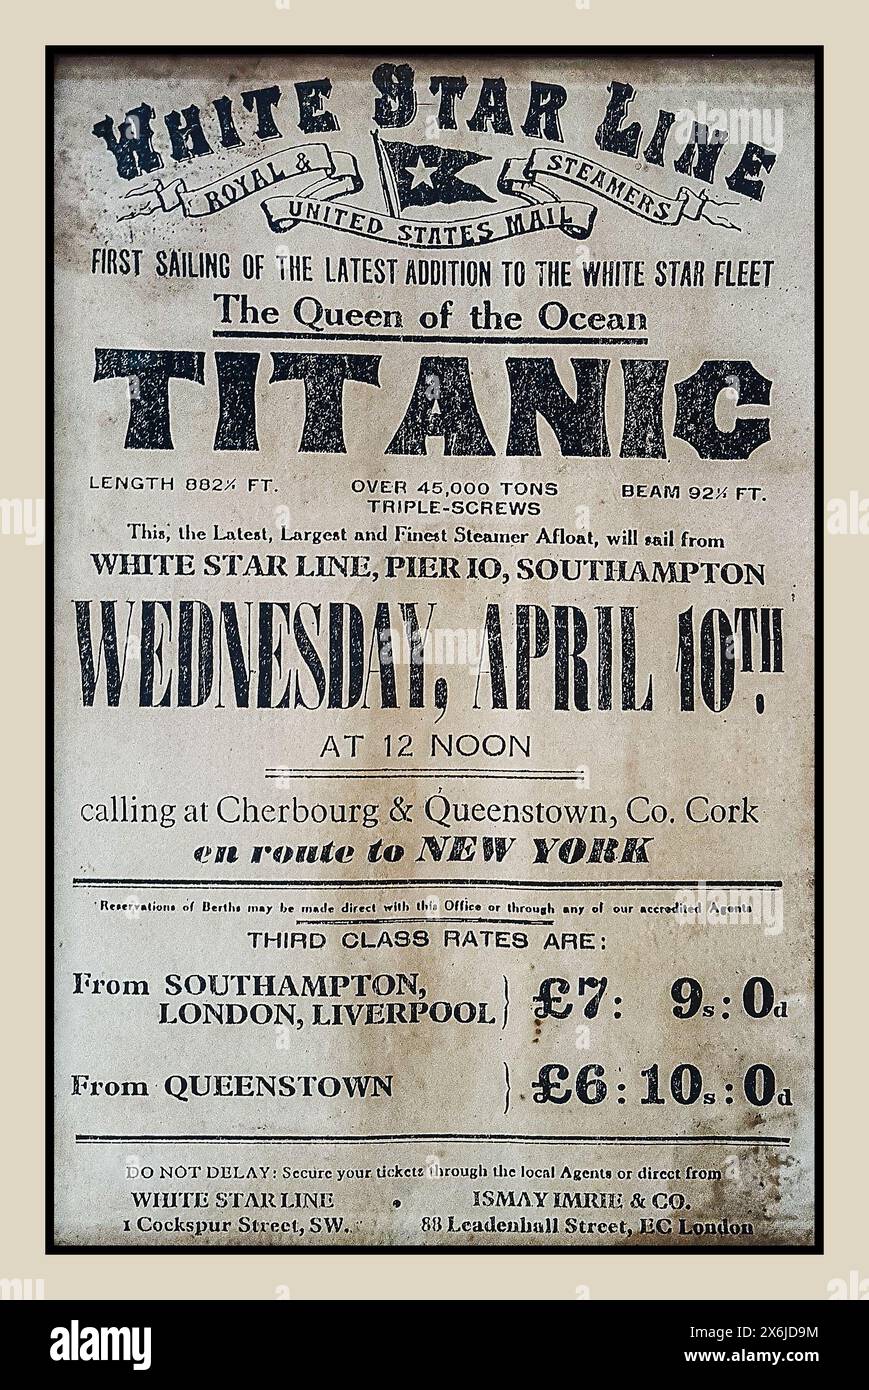 WHITE STAR LINE
ROYAL & UNITED STATES MAIL STEAMERS
FIRST SAILING OF THE LATEST ADDITION TO THE WHITE STAR FLEET
The Queen of the Ocean
TITANIC
LENGTH 882½ FT. OVER 45,000 TONS BEAM 92½ FT.
TRIPLE-SCREWS
This, the Latest, Largest and Finest Steamer Afloat, will sail from
WHITE STAR LINE, PIER 10, SOUTHAMPTON
WEDNESDAY, APRIL 10TH.
AT 12 NOON
calling at Cherbourg & Queenstown, Co. Cork
en route to NEW YORK
Reservations of Berths may be made direct with this Office or through any of our accredited Agents
THIRD CLASS RATES ARE:
From SOUTHAMPTON,
LONDON, LIVERPOOL } £7: 9s: 0d
From QUEENSTOWN } £6:10s:0d
DO NOT DELAY: Secure your tickets through the local Agents or direct from
WHITE STAR LINE • ISMAY IMRIE & CO.
1 Cockspur Street, SW.. 88 Leadenhall Street, EC London
alamy
Image ID: 2X6JD9M
www.alamy.com